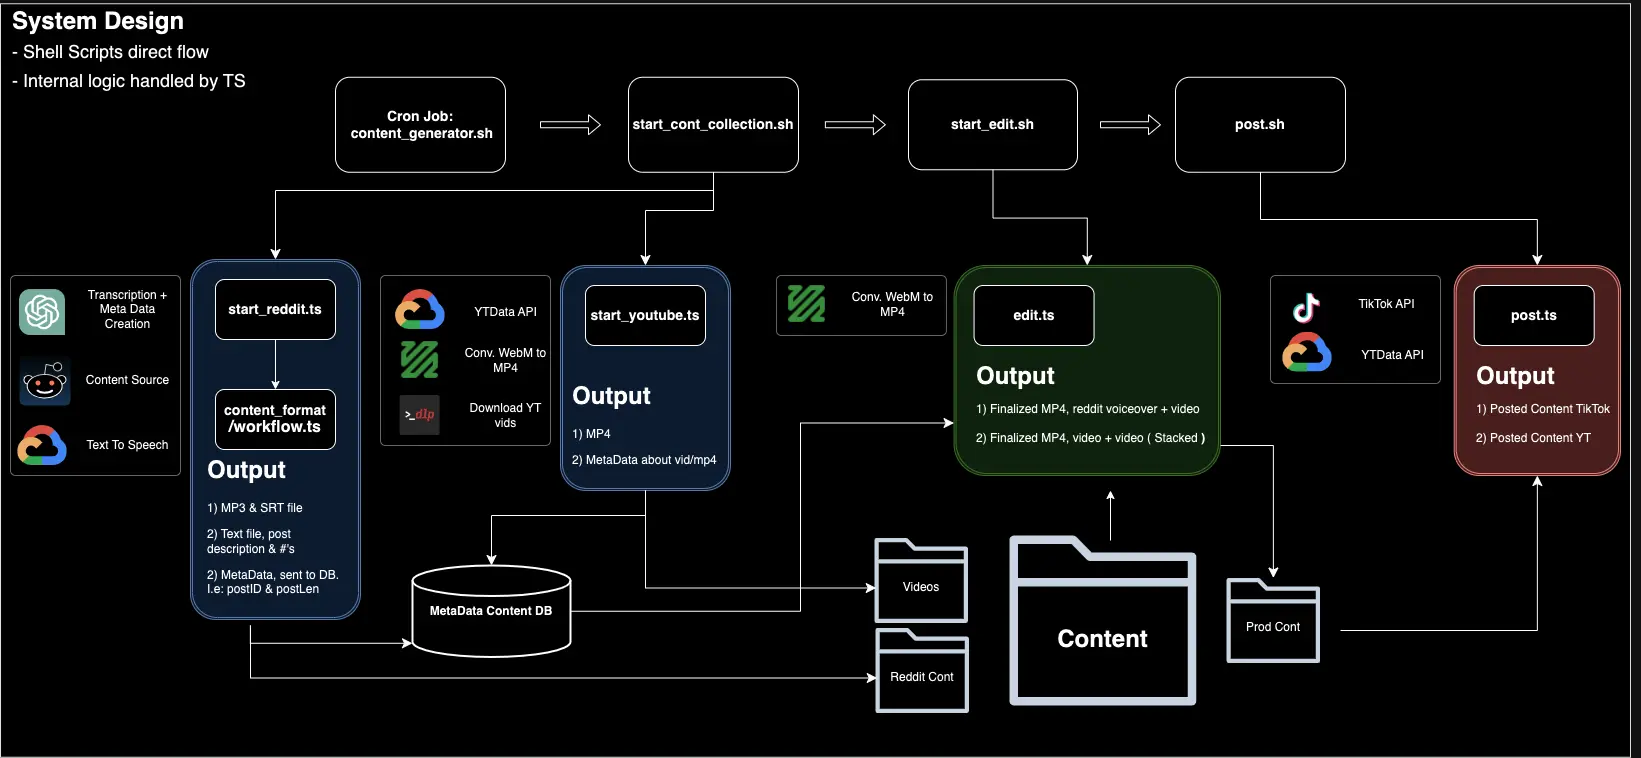 System Design
- Shell Scripts direct flow
- Internal logic handled by TS
Cron Job:
content_generator.sh
start_cont_collection.sh
start_edit.sh
post.sh
Transcription +
Meta Data
Creation
Content Source
Text To Speech
start_reddit.ts
content_format
/workflow.ts
Output
1) MP3 & SRT file
2) Text file, post
description & #'s
2) MetaData, sent to DB.
I.e: postID & postLen
YTData API
Conv. WebM to
MP4
>_dlp
Download YT
vids
start_youtube.ts
Output
1) MP4
2) MetaData about vid/mp4
Conv. WebM to
MP4
edit.ts
Output
1) Finalized MP4, reddit voiceover + video
2) Finalized MP4, video + video ( Stacked )
TikTok API
YTData API
post.ts
Output
1) Posted Content TikTok
2) Posted Content YT
MetaData Content DB
Videos
Reddit Cont
Content
Prod Cont